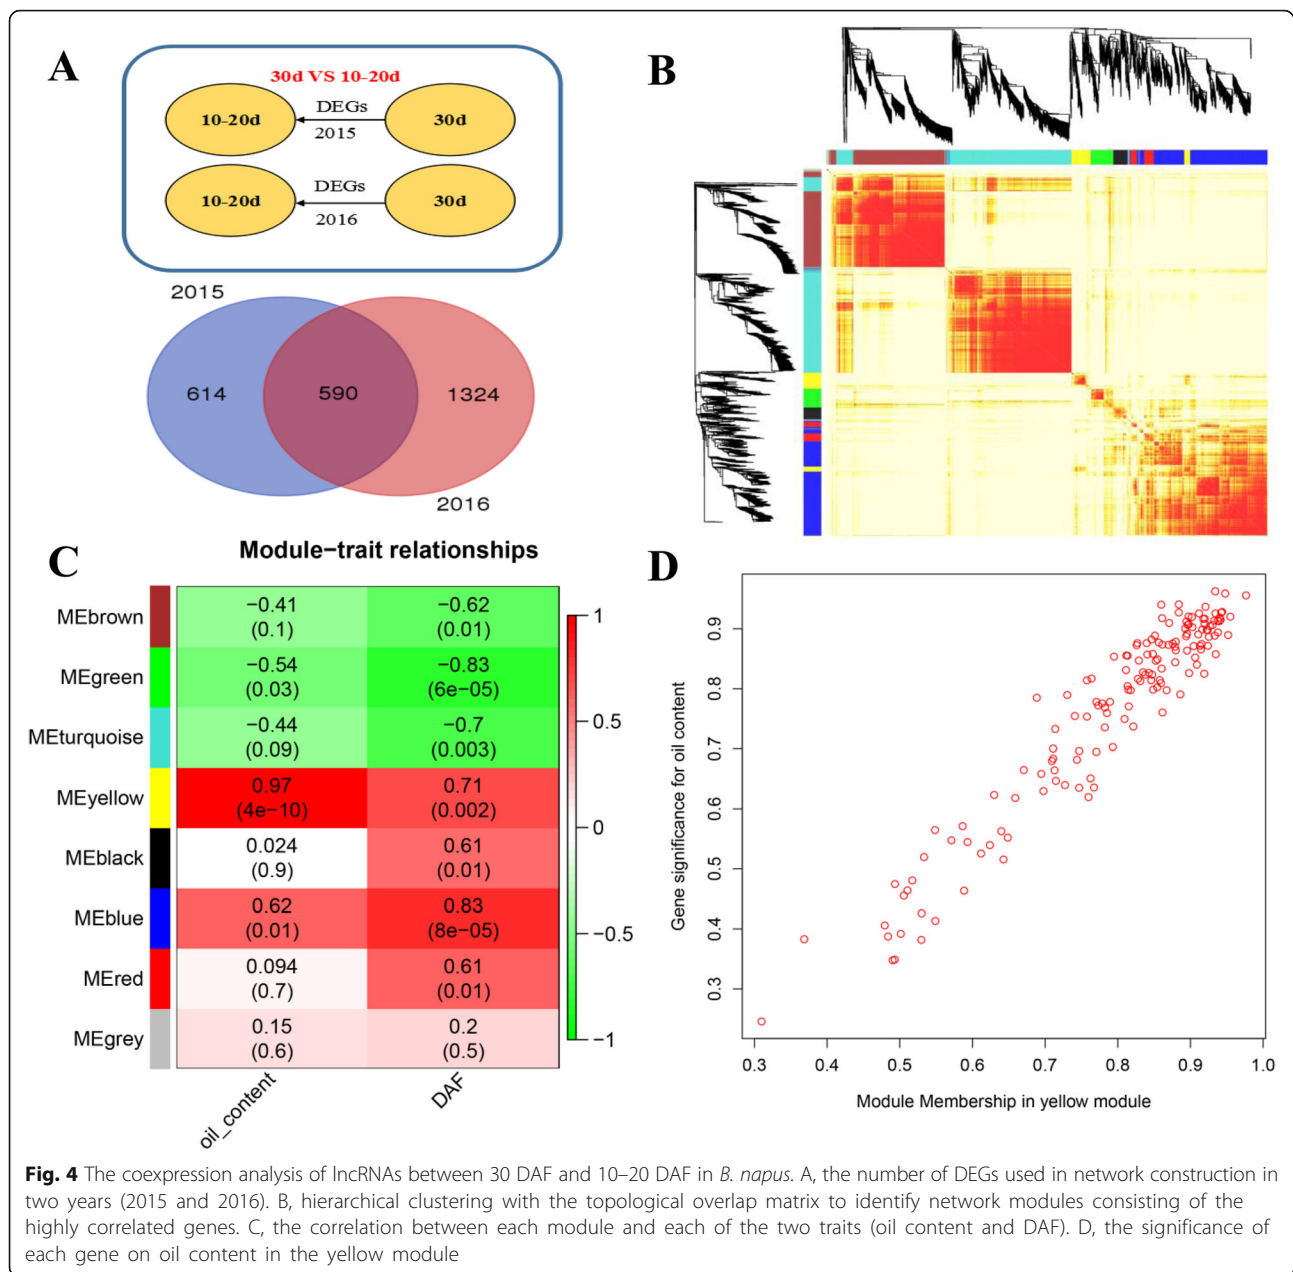 A
30d VS 10-20d
10-20d
DEGs
2015
30d
10-20d
DEGs
2016
30d
2015
614
590
1324
2016
B
C
Module−trait relationships
MEbrown
−0.41
(0.1)
−0.62
(0.01)
MEgreen
−0.54
(0.03)
−0.83
(6e−05)
MEturquoise
−0.44
(0.09)
−0.7
(0.003)
MEyellow
0.97
(4e−10)
0.71
(0.002)
MEblack
0.024
(0.9)
0.61
(0.01)
MEblue
0.62
(0.01)
0.83
(8e−05)
MEred
0.094
(0.7)
0.61
(0.01)
MEgrey
0.15
(0.6)
0.2
(0.5)
oil_content
DAF
1
0.5
0
−0.5
−1
D
Gene significance for oil content
0.9
0.8
0.7
0.6
0.5
0.4
0.3
0.3 0.4 0.5 0.6 0.7 0.8 0.9 1.0
Module Membership in yellow module
Fig. 4 The coexpression analysis of lncRNAs between 30 DAF and 10–20 DAF in B. napus. A, the number of DEGs used in network construction in
two years (2015 and 2016). B, hierarchical clustering with the topological overlap matrix to identify network modules consisting of the
highly correlated genes. C, the correlation between each module and each of the two traits (oil content and DAF). D, the significance of
each gene on oil content in the yellow module